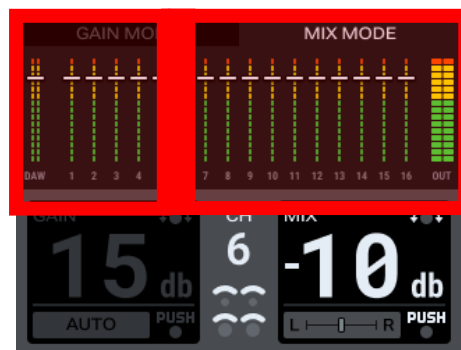 GAIN MO MIX MODE
DAW 1 2 3 4 7 8 9 10 11 12 13 14 15 16 OUT
GAIN CH MIX
15 db 6 -10 db
AUTO PUSH L R PUSH